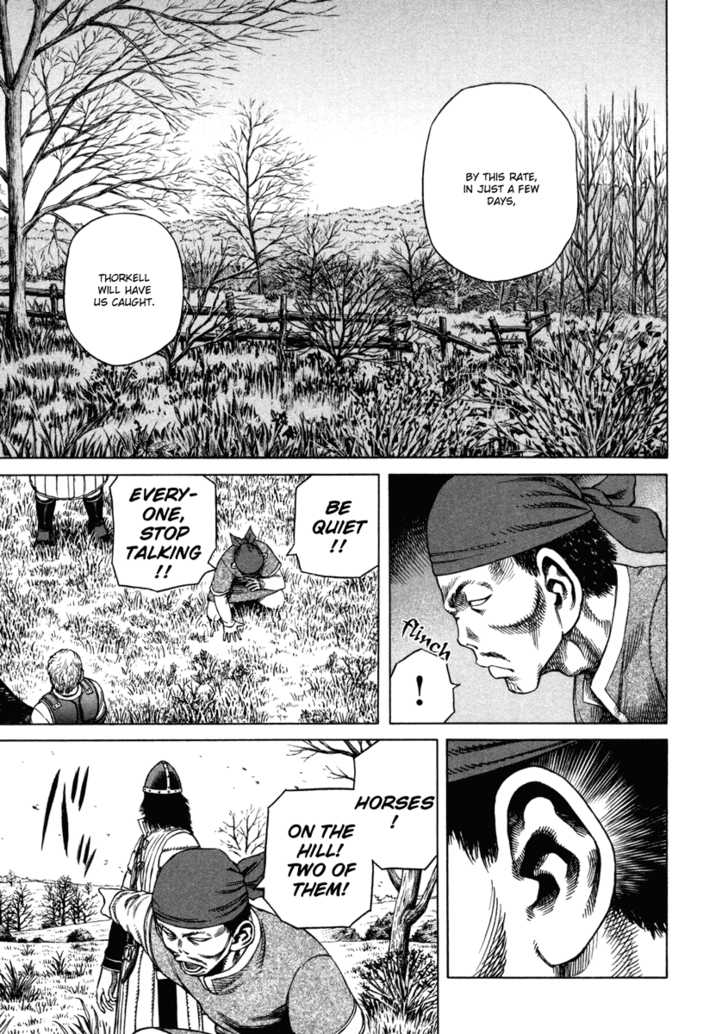 BY THIS RATE,
IN JUST A FEW
DAYS,
THORKELL
WILL HAVE
US CAUGHT.
flinch
!
BE
QUIET
!!
EVERY-
ONE,
STOP
TALKING
!!
HORSES
!
ON THE
HILL!
TWO OF
THEM!